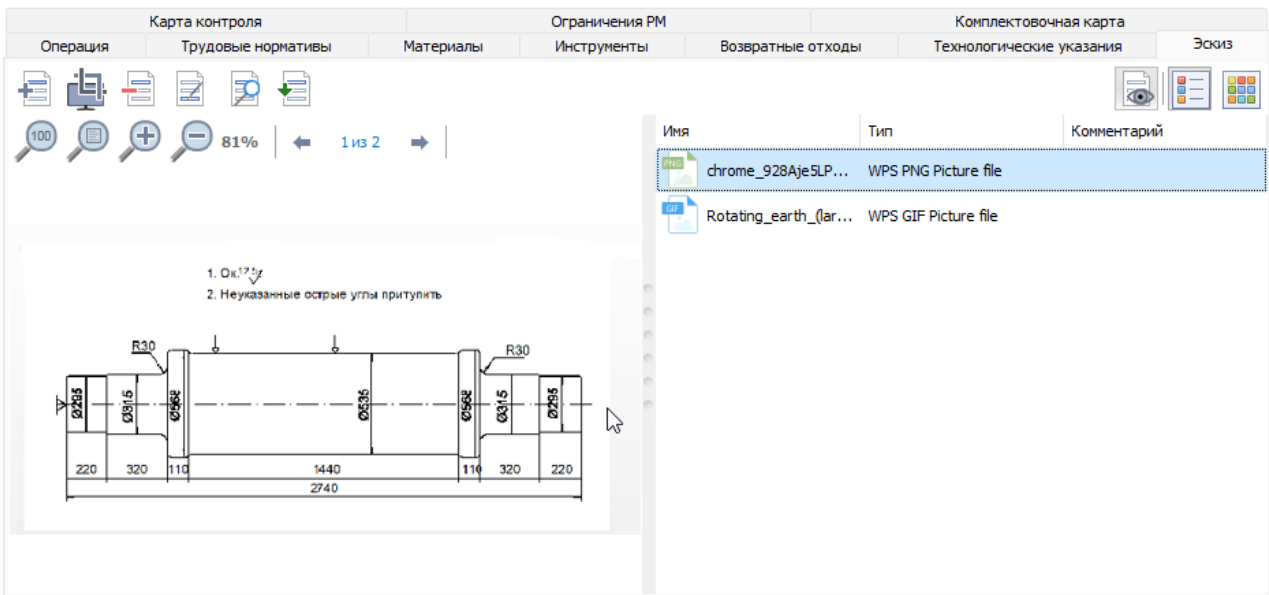 Карта контроля Ограничения РМ Комплектовочная карта
Операция Трудовые нормативы Материалы Инструменты Возвратные отходы Технологические указания Эскиз
100 81% 1 из 2
Имя Тип Комментарий
PNG chrome_928Aje5LP... WPS PNG Picture file
GIF Rotating_earth_(lar... WPS GIF Picture file
1. Ок.
2. Неуказанные острые углы притупить
R30 R30
Ø295 Ø315 Ø568 Ø535 Ø568 Ø315 Ø295
220 320 110 1440 110 320 220
2740